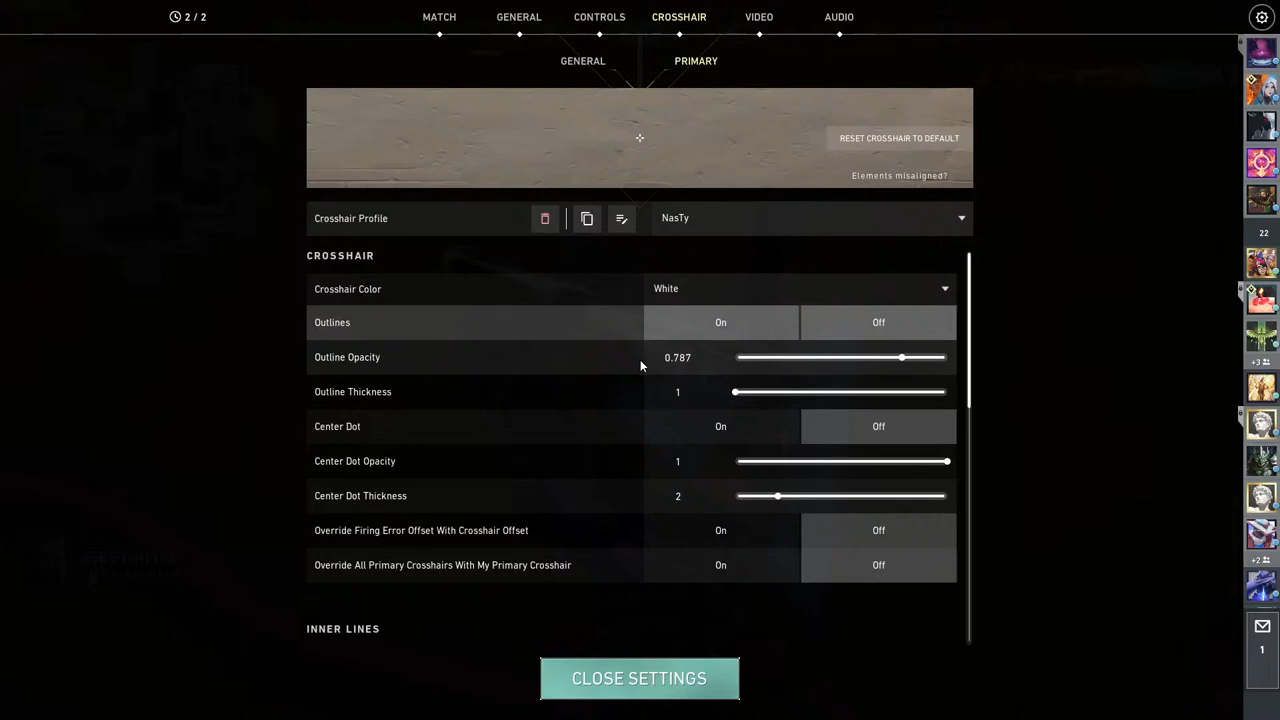 2 / 2
MATCH
GENERAL
CONTROLS
CROSSHAIR
VIDEO
AUDIO
GENERAL
PRIMARY
RESET CROSSHAIR TO DEFAULT
Elements misaligned?
Crosshair Profile
NasTy
CROSSHAIR
Crosshair Color
White
Outlines
On
Off
Outline Opacity
0.787
Outline Thickness
1
Center Dot
On
Off
Center Dot Opacity
1
Center Dot Thickness
2
Override Firing Error Offset With Crosshair Offset
On
Off
Override All Primary Crosshairs With My Primary Crosshair
On
Off
INNER LINES
CLOSE SETTINGS
22
+3
+2
1